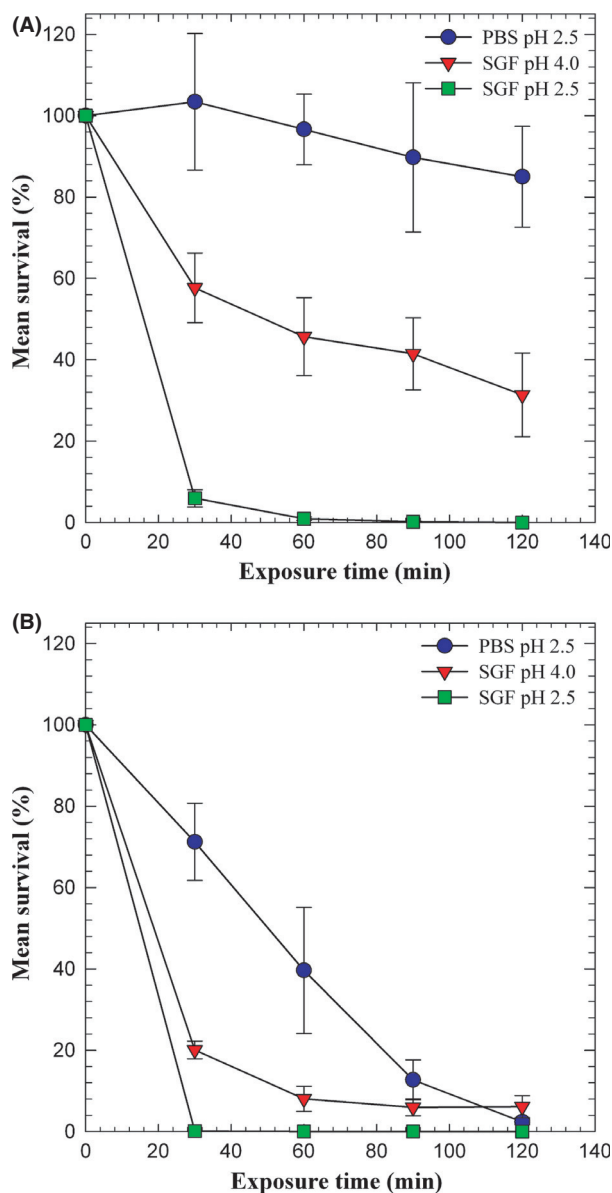 (A)
120
100
80
60
40
20
0
Mean survival (%)
PBS pH 2.5
SGF pH 4.0
SGF pH 2.5
0 20 40 60 80 100 120 140
Exposure time (min)
(B)
120
100
80
60
40
20
0
Mean survival (%)
PBS pH 2.5
SGF pH 4.0
SGF pH 2.5
0 20 40 60 80 100 120 140
Exposure time (min)